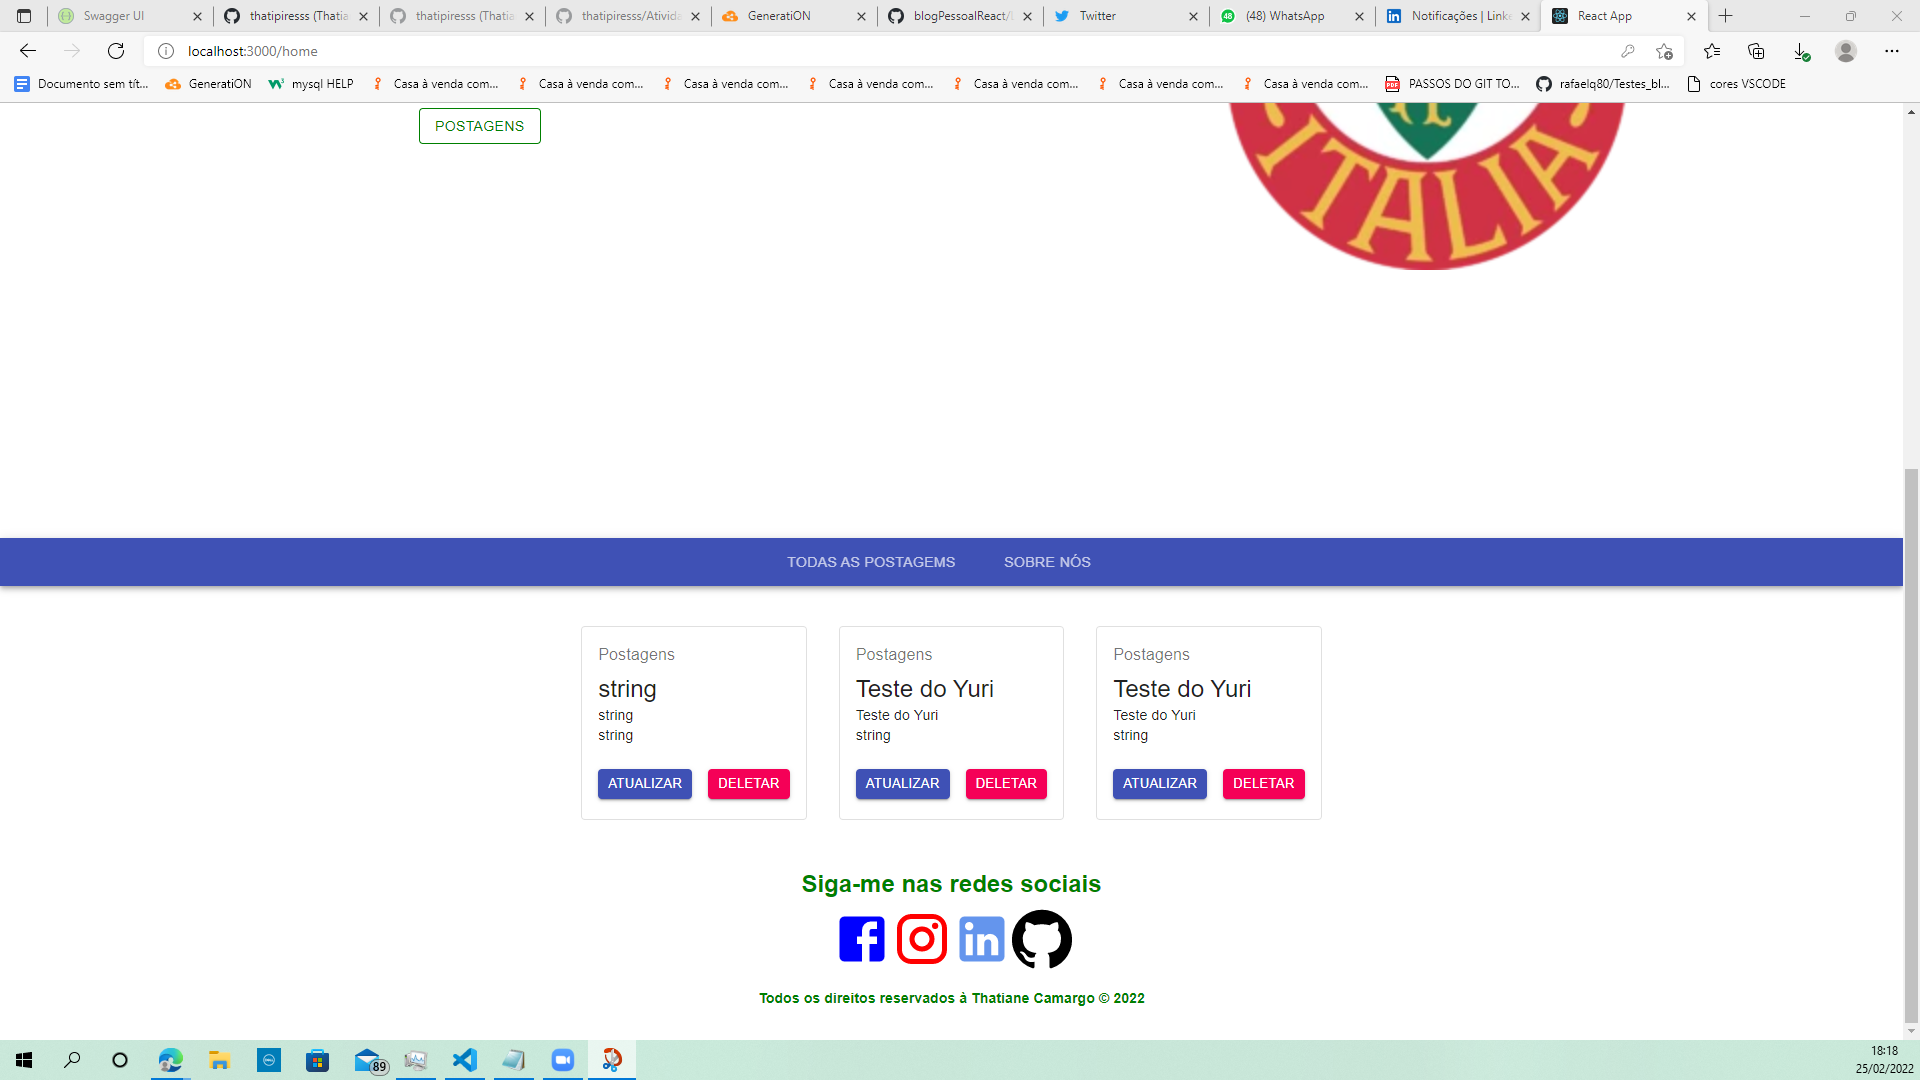 Swagger UI
thatipiresss (Thatia
thatipiresss (Thatia
thatipiresss/Ativida
GeneratiON
blogPessoalReact/
Twitter
(48) WhatsApp
Notificações | Linke
React App
localhost:3000/home
Documento sem tít...
GeneratiON
mysql HELP
Casa à venda com...
Casa à venda com...
Casa à venda com...
Casa à venda com...
Casa à venda com...
Casa à venda com...
Casa à venda com...
PASSOS DO GIT TO...
rafaelq80/Testes_bl...
cores VSCODE
POSTAGENS
ITALIA
TODAS AS POSTAGEMS
SOBRE NÓS
Postagens
string
string
string
ATUALIZAR
DELETAR
Postagens
Teste do Yuri
Teste do Yuri
string
ATUALIZAR
DELETAR
Postagens
Teste do Yuri
Teste do Yuri
string
ATUALIZAR
DELETAR
Siga-me nas redes sociais
Todos os direitos reservados à Thatiane Camargo © 2022
89
18:18
25/02/2022